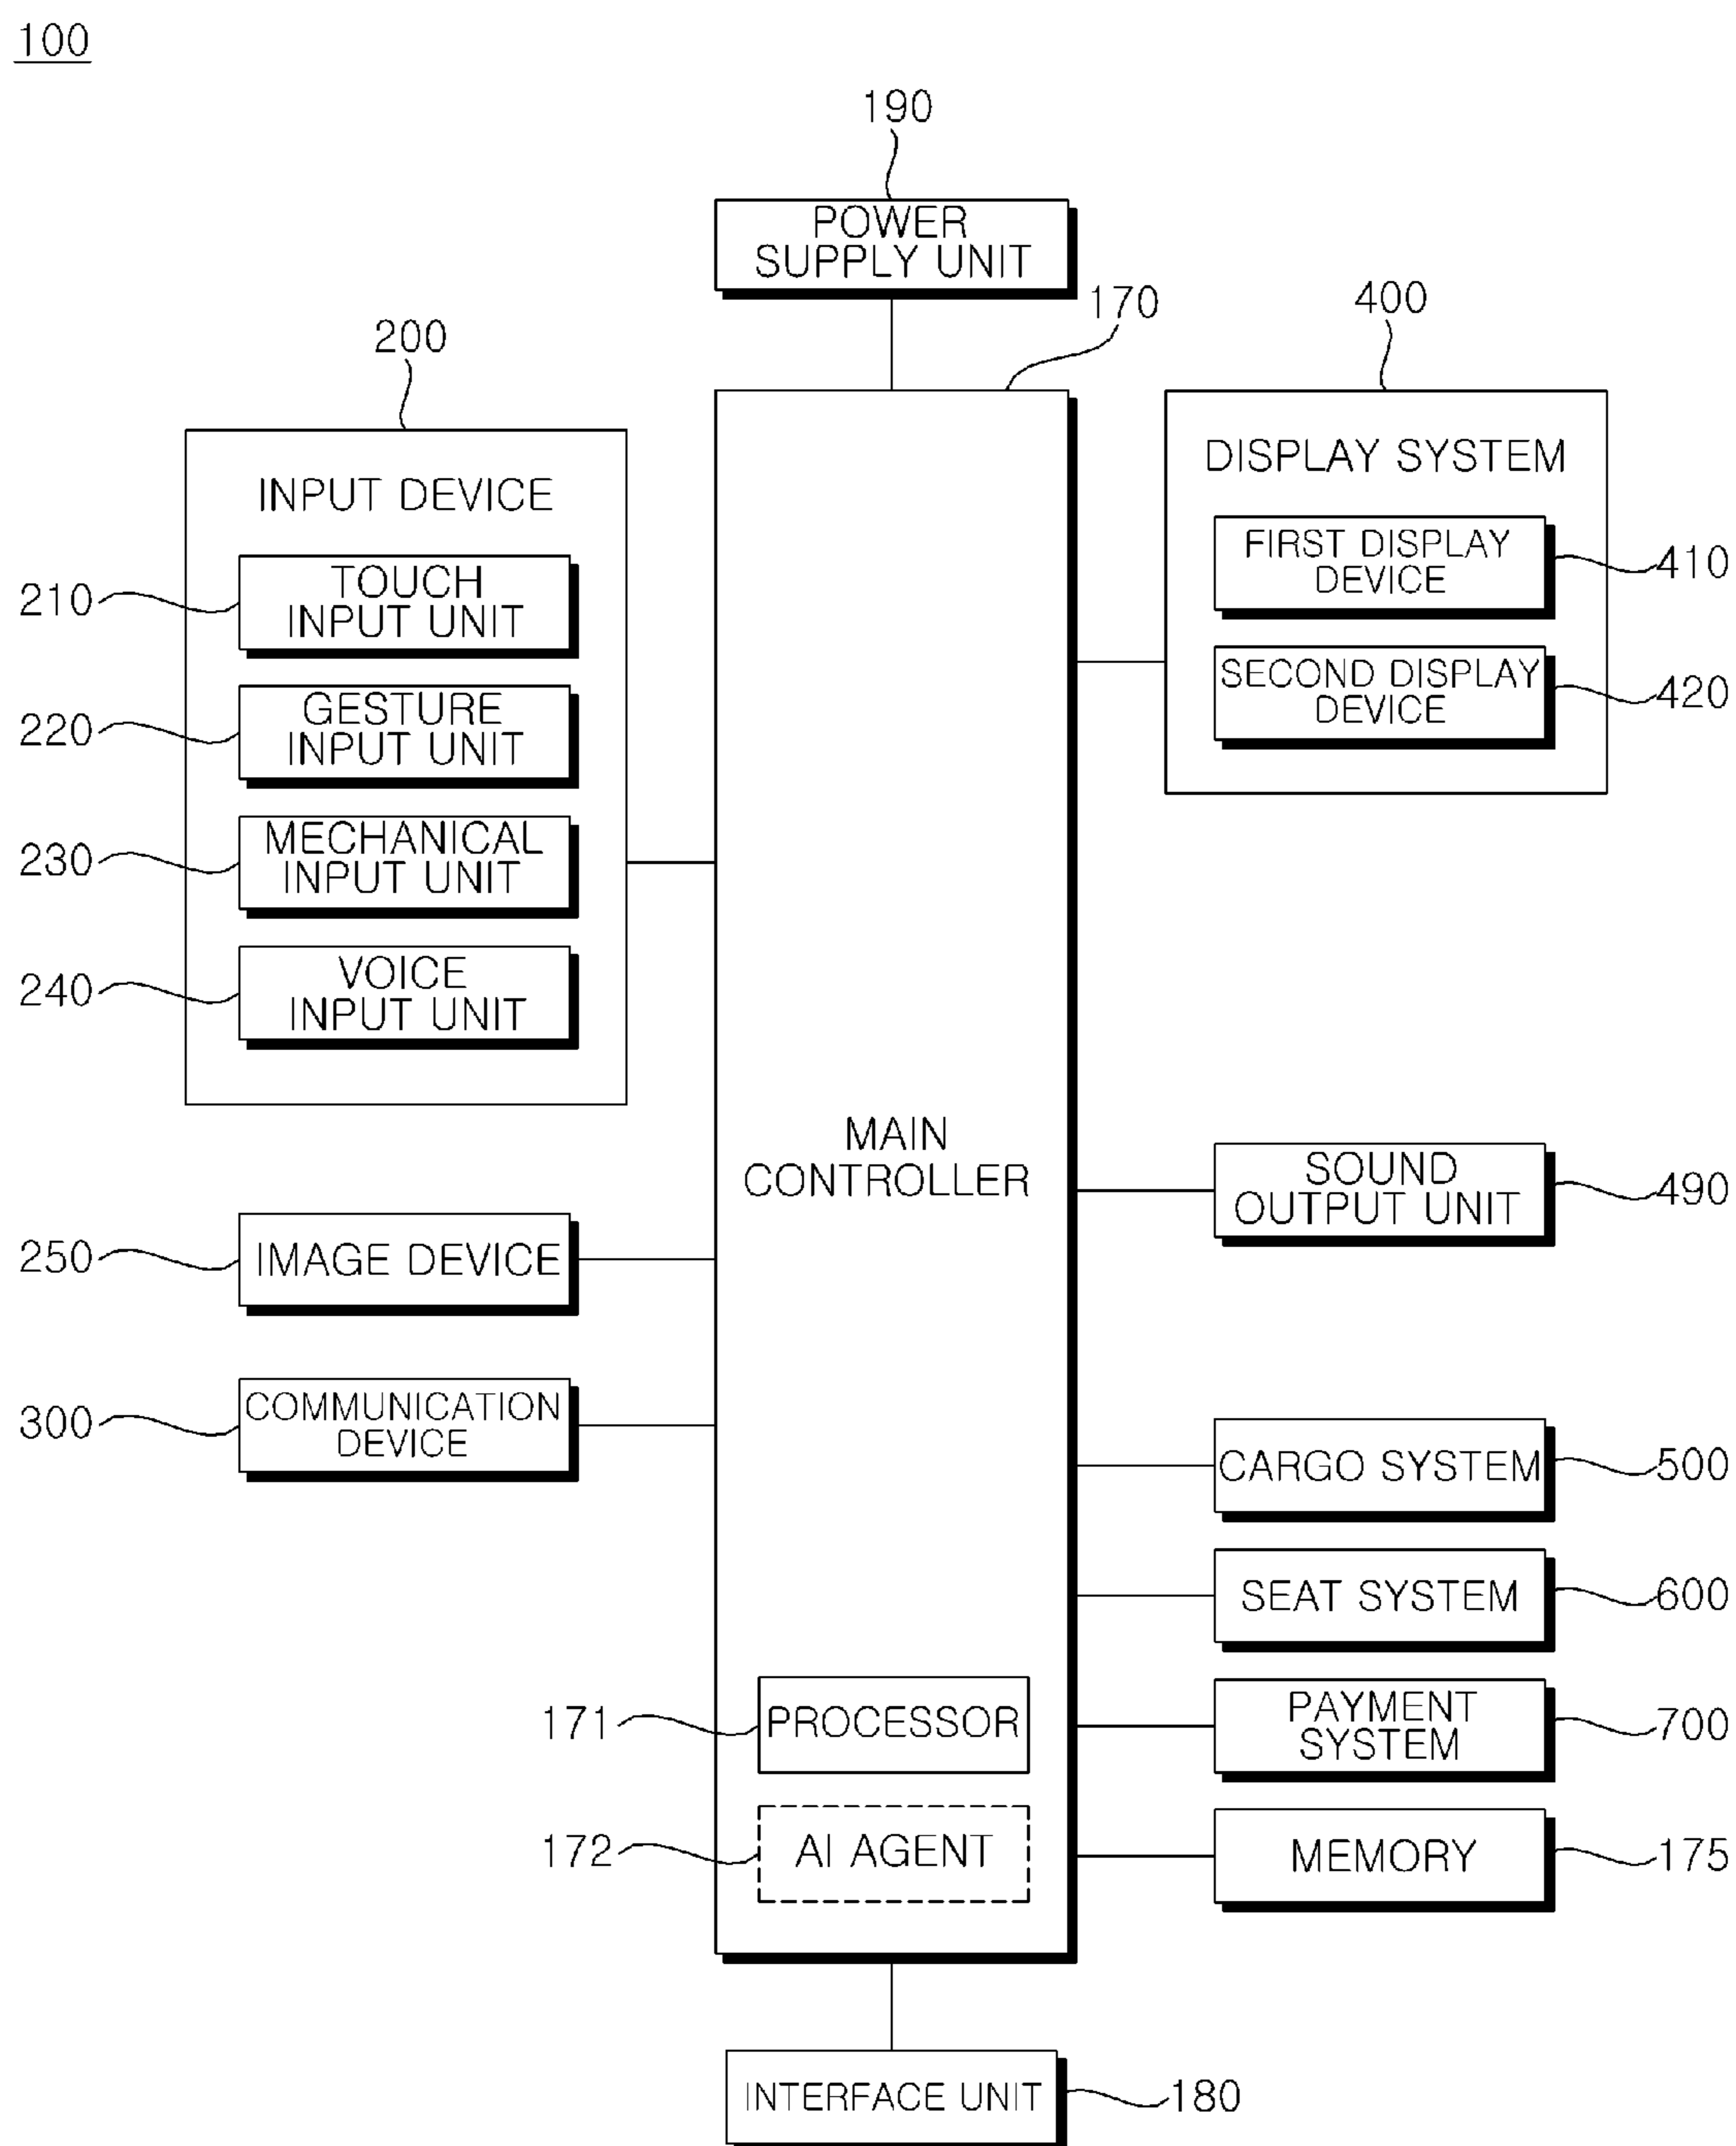 100
190
POWER
SUPPLY UNIT
170
400
200
INPUT DEVICE
210
TOUCH
INPUT UNIT
220
GESTURE
INPUT UNIT
230
MECHANICAL
INPUT UNIT
240
VOICE
INPUT UNIT
250
IMAGE DEVICE
300
COMMUNICATION
DEVICE
MAIN
CONTROLLER
171
PROCESSOR
172
AI AGENT
DISPLAY SYSTEM
FIRST DISPLAY
DEVICE
410
SECOND DISPLAY
DEVICE
420
SOUND
OUTPUT UNIT
490
CARGO SYSTEM
500
SEAT SYSTEM
600
PAYMENT
SYSTEM
700
MEMORY
175
INTERFACE UNIT
180